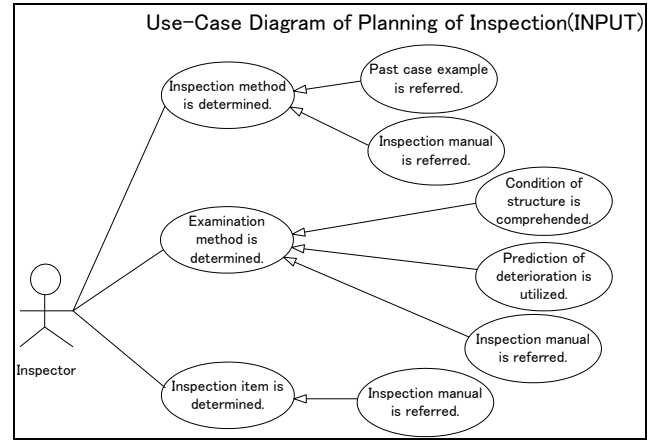 Use-Case Diagram of Planning of Inspection(INPUT)
Past case example
is referred.
Inspection method
is determined.
Inspection manual
is referred.
Condition of
structure is
comprehended.
Examination
method is
determined.
Prediction of
deterioration is
utilized.
Inspection manual
is referred.
Inspector
Inspection item is
determined.
Inspection manual
is referred.